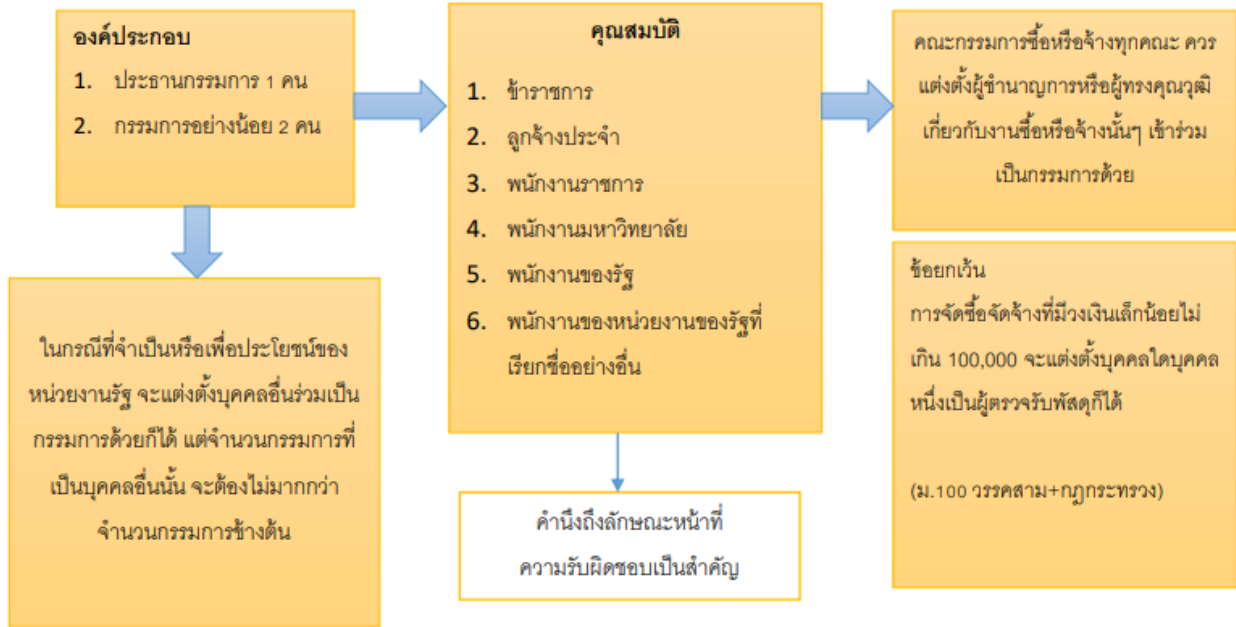 องค์ประกอบ
1. ประธานกรรมการ 1 คน
2. กรรมการอย่างน้อย 2 คน
ในกรณีที่จำเป็นหรือเพื่อประโยชน์ของ
หน่วยงานรัฐ จะแต่งตั้งบุคคลอื่นร่วมเป็น
กรรมการด้วยก็ได้ แต่จำนวนกรรมการที่
เป็นบุคคลอื่นนั้น จะต้องไม่มากกว่า
จำนวนกรรมการข้างต้น
คุณสมบัติ
1. ข้าราชการ
2. ลูกจ้างประจำ
3. พนักงานราชการ
4. พนักงานมหาวิทยาลัย
5. พนักงานของรัฐ
6. พนักงานของหน่วยงานของรัฐที่
เรียกชื่ออย่างอื่น
คำนึงถึงลักษณะหน้าที่
ความรับผิดชอบเป็นสำคัญ
คณะกรรมการซื้อหรือจ้างทุกคณะ ควร
แต่งตั้งผู้ชำนาญการหรือผู้ทรงคุณวุฒิ
เกี่ยวกับงานซื้อหรือจ้างนั้นๆ เข้าร่วม
เป็นกรรมการด้วย
ข้อยกเว้น
การจัดซื้อจัดจ้างที่มีวงเงินเล็กน้อยไม่
เกิน 100,000 จะแต่งตั้งบุคคลใดบุคคล
หนึ่งเป็นผู้ตรวจรับพัสดุก็ได้
(ม.100 วรรคสาม+กฎกระทรวง)